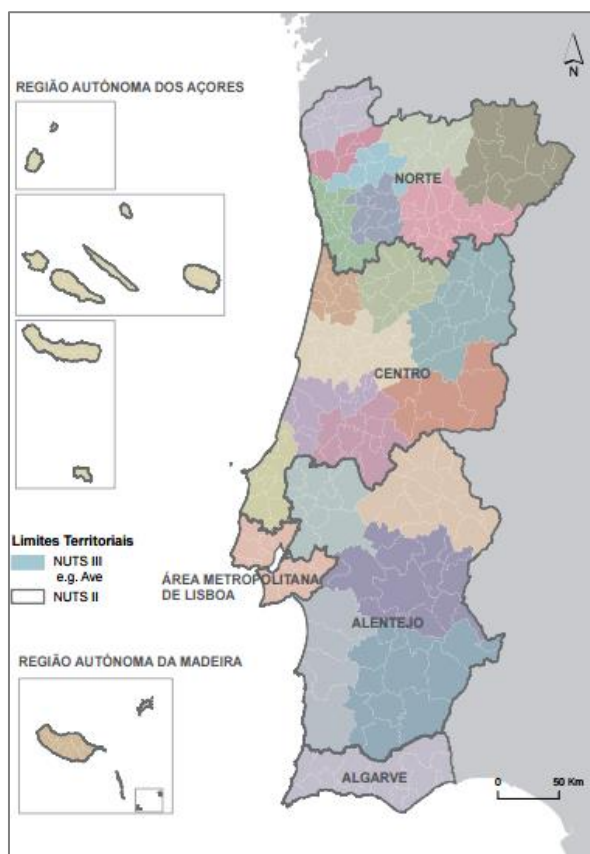 N
REGIÃO AUTÓNOMA DOS AÇORES
NORTE
CENTRO
Limites Territoriais
NUTS III
e.g. Ave
NUTS II
ÁREA METROPOLITANA
DE LISBOA
ALENTEJO
REGIÃO AUTÓNOMA DA MADEIRA
ALGARVE
0 50 Km